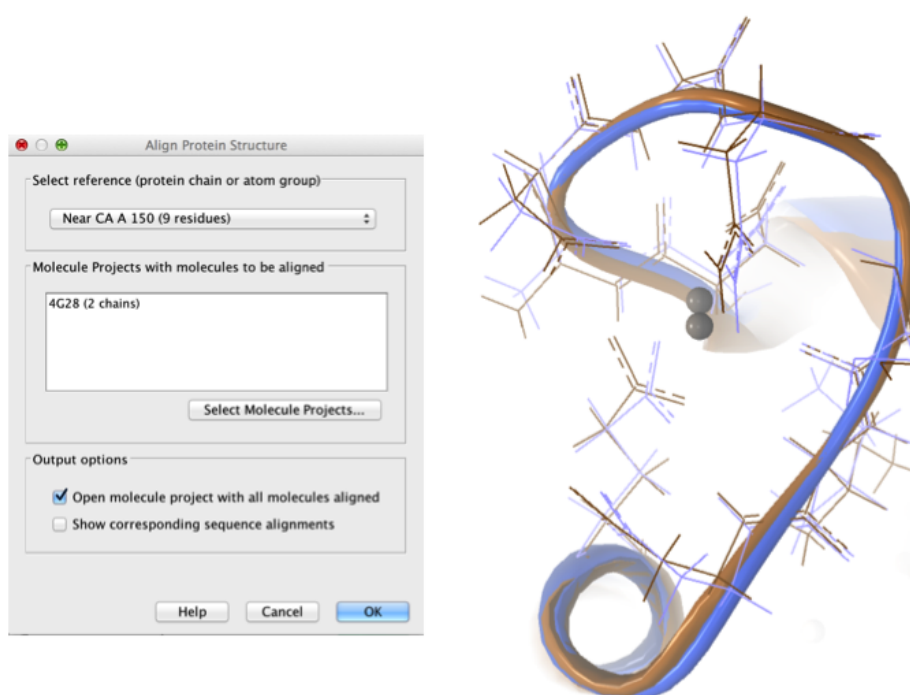 Align Protein Structure
Select reference (protein chain or atom group)
Near CA A 150 (9 residues)
Molecule Projects with molecules to be aligned
4G28 (2 chains)
Select Molecule Projects...
Output options
Open molecule project with all molecules aligned
Show corresponding sequence alignments
Help Cancel OK